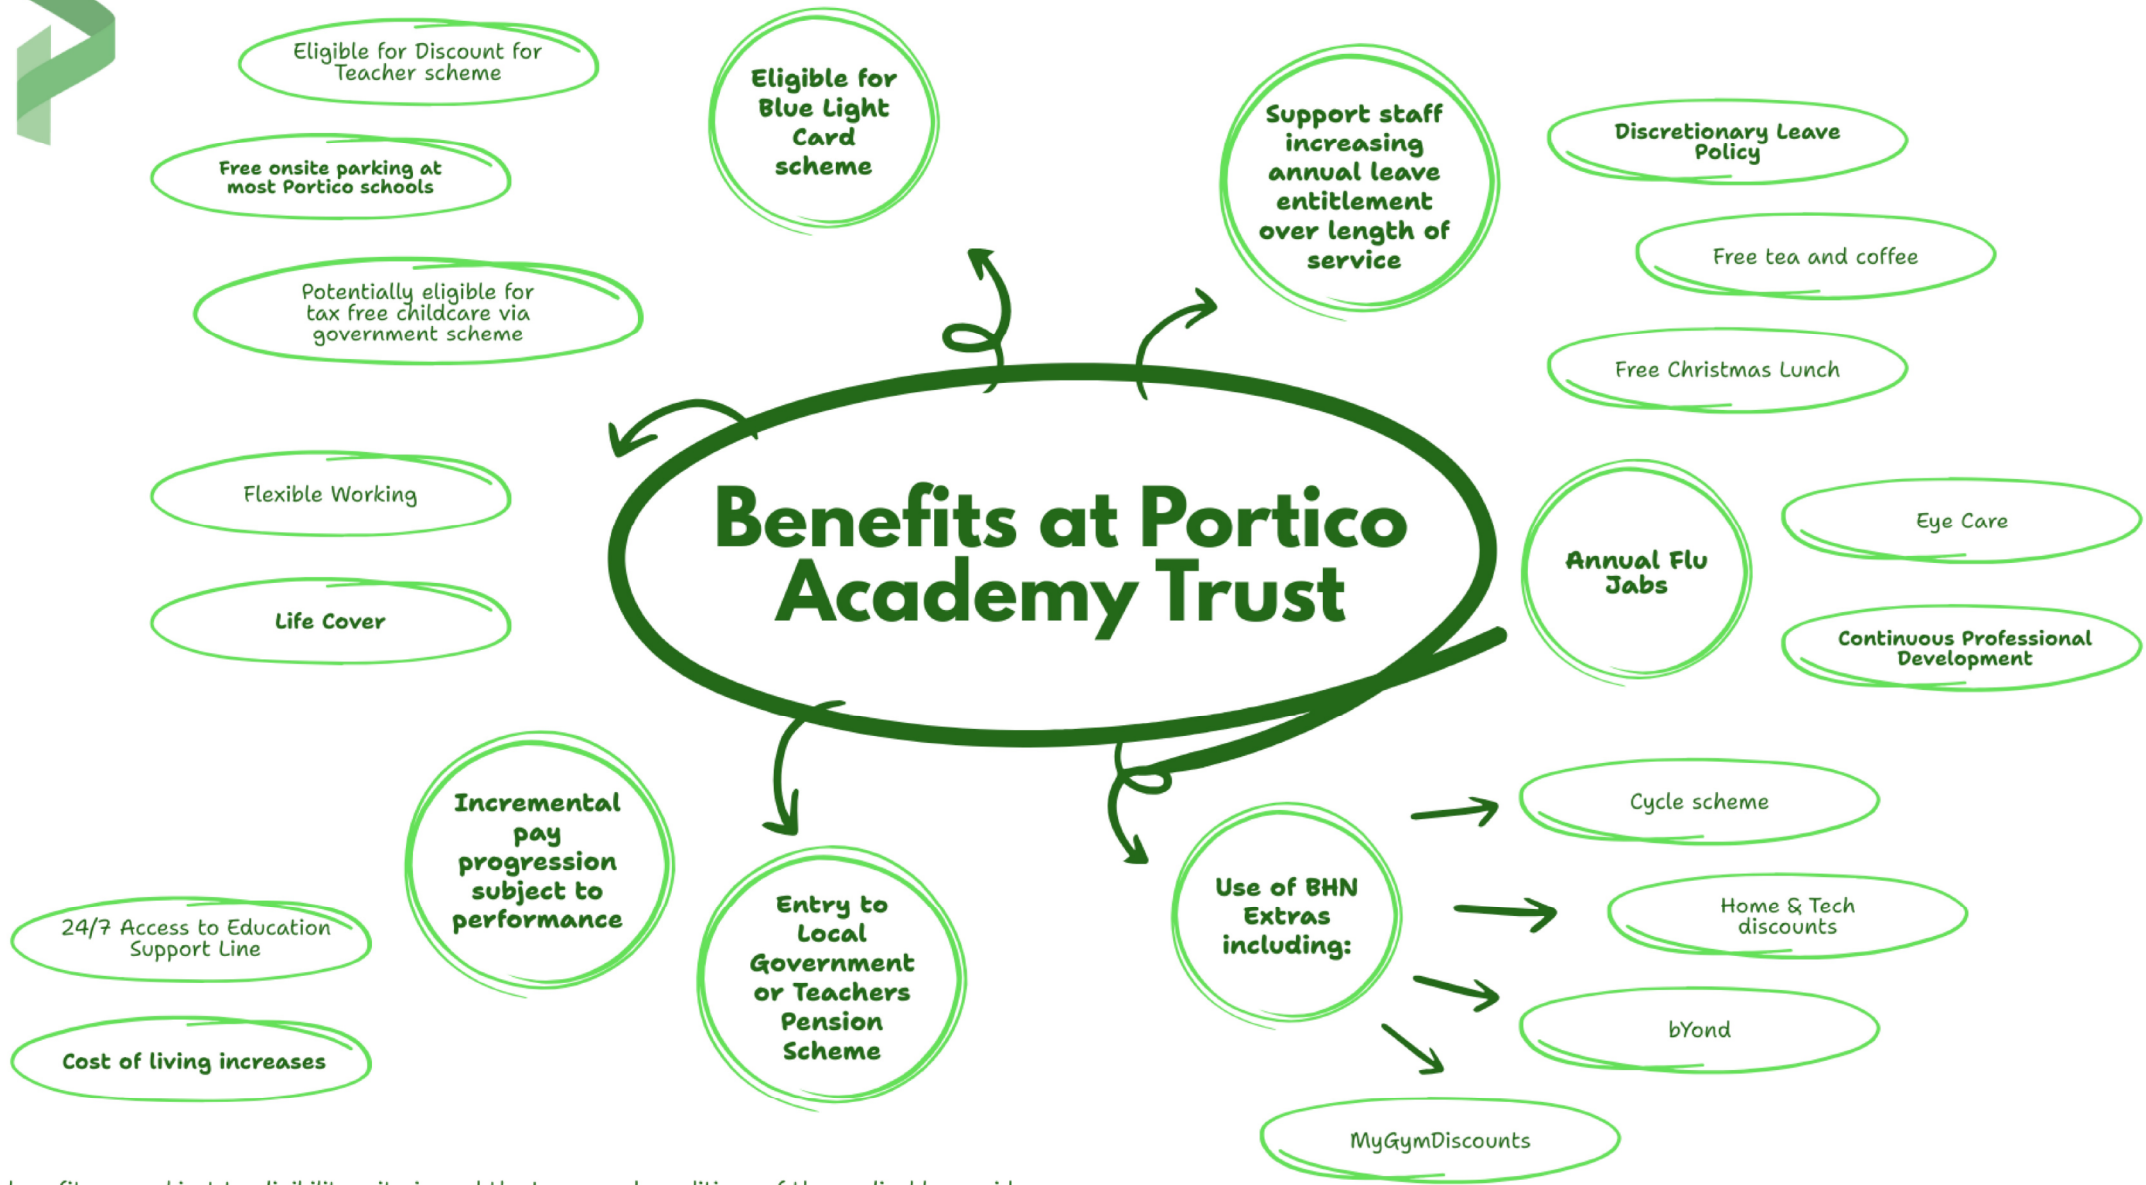 Eligible for Discount for
Teacher scheme
Free onsite parking at
most Portico schools
Potentially eligible for
tax free childcare via
government scheme
Eligible for
Blue Light
Card
scheme
Support staff
increasing
annual leave
entitlement
over length of
service
Discretionary Leave
Policy
Free tea and coffee
Free Christmas Lunch
Flexible Working
Life Cover
Benefits at Portico
Academy Trust
Annual Flu
Jabs
Eye Care
Continuous Professional
Development
Incremental
pay
progression
subject to
performance
24/7 Access to Education
Support Line
Cost of living increases
Entry to
Local
Government
or Teachers
Pension
Scheme
Use of BHN
Extras
including:
Cycle scheme
Home & Tech
discounts
bYond
MyGymDiscounts